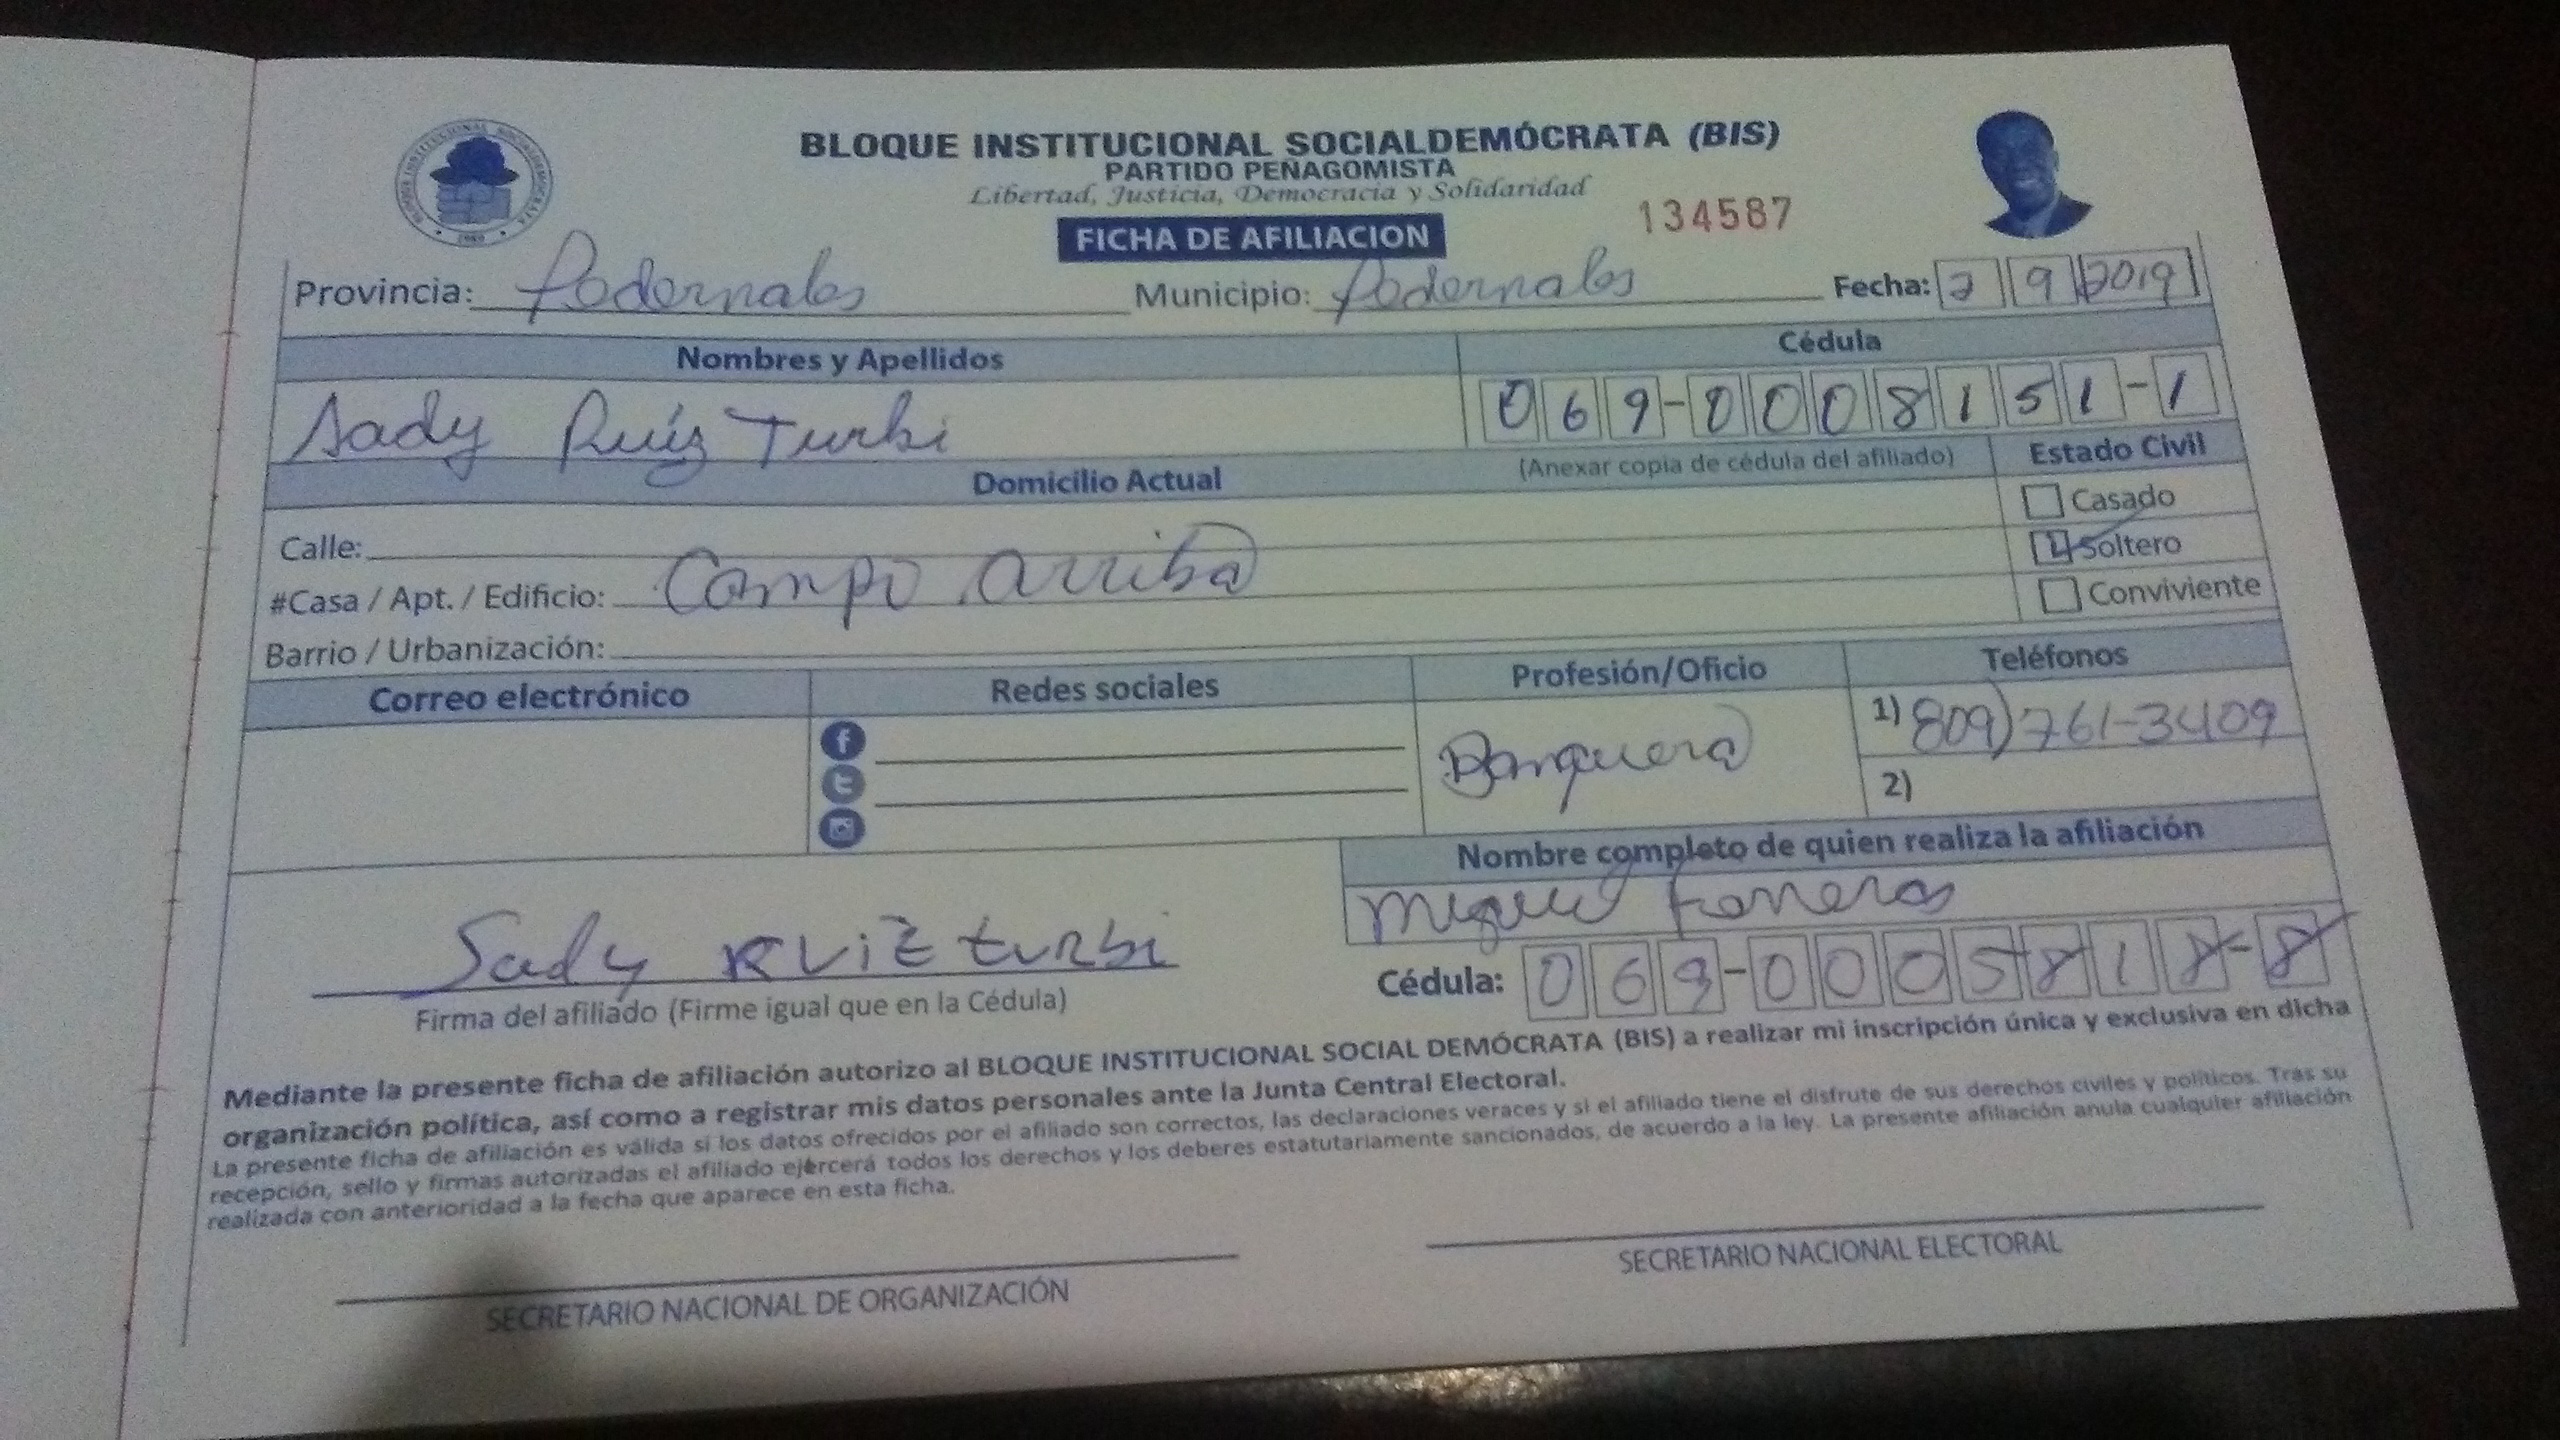 BLOQUE INSTITUCIONAL SOCIALDEMÓCRATA (BIS)
PARTIDO PEÑAGOMISTA
Libertad, Justicia, Democracia y Solidaridad
134587
FICHA DE AFILIACION
Provincia: Pedernales Municipio: Pedernales Fecha: 2 9 2019
Nombres y Apellidos Cédula
Sady Ruíz Turbi 069-0008151-1
Domicilio Actual (Anexar copia de cédula del afiliado) Estado Civil
Casado
Calle: Soltero
#Casa / Apt. / Edificio: Campo arriba Conviviente
Barrio / Urbanización:
Correo electrónico Redes sociales Profesión/Oficio Teléfonos
Banquera 1) 809) 761-3409
2)
Nombre completo de quien realiza la afiliación
Miguel
Sady RUiZ turbi Cédula: 069-0005818-8
Firma del afiliado (Firme igual que en la Cédula)
Mediante la presente ficha de afiliación autorizo al BLOQUE INSTITUCIONAL SOCIAL DEMÓCRATA (BIS) a realizar mi inscripción única y exclusiva en dicha
organización política, así como a registrar mis datos personales ante la Junta Central Electoral.
La presente ficha de afiliación es válida si los datos ofrecidos por el afiliado son correctos, las declaraciones veraces y si el afiliado tiene el disfrute de sus derechos civiles y políticos. Tras su
recepción, sello y firmas autorizadas el afiliado ejercerá todos los derechos y los deberes estatutariamente sancionados, de acuerdo a la ley. La presente afiliación anula cualquier afiliación
realizada con anterioridad a la fecha que aparece en esta ficha.
SECRETARIO NACIONAL DE ORGANIZACIÓN SECRETARIO NACIONAL ELECTORAL